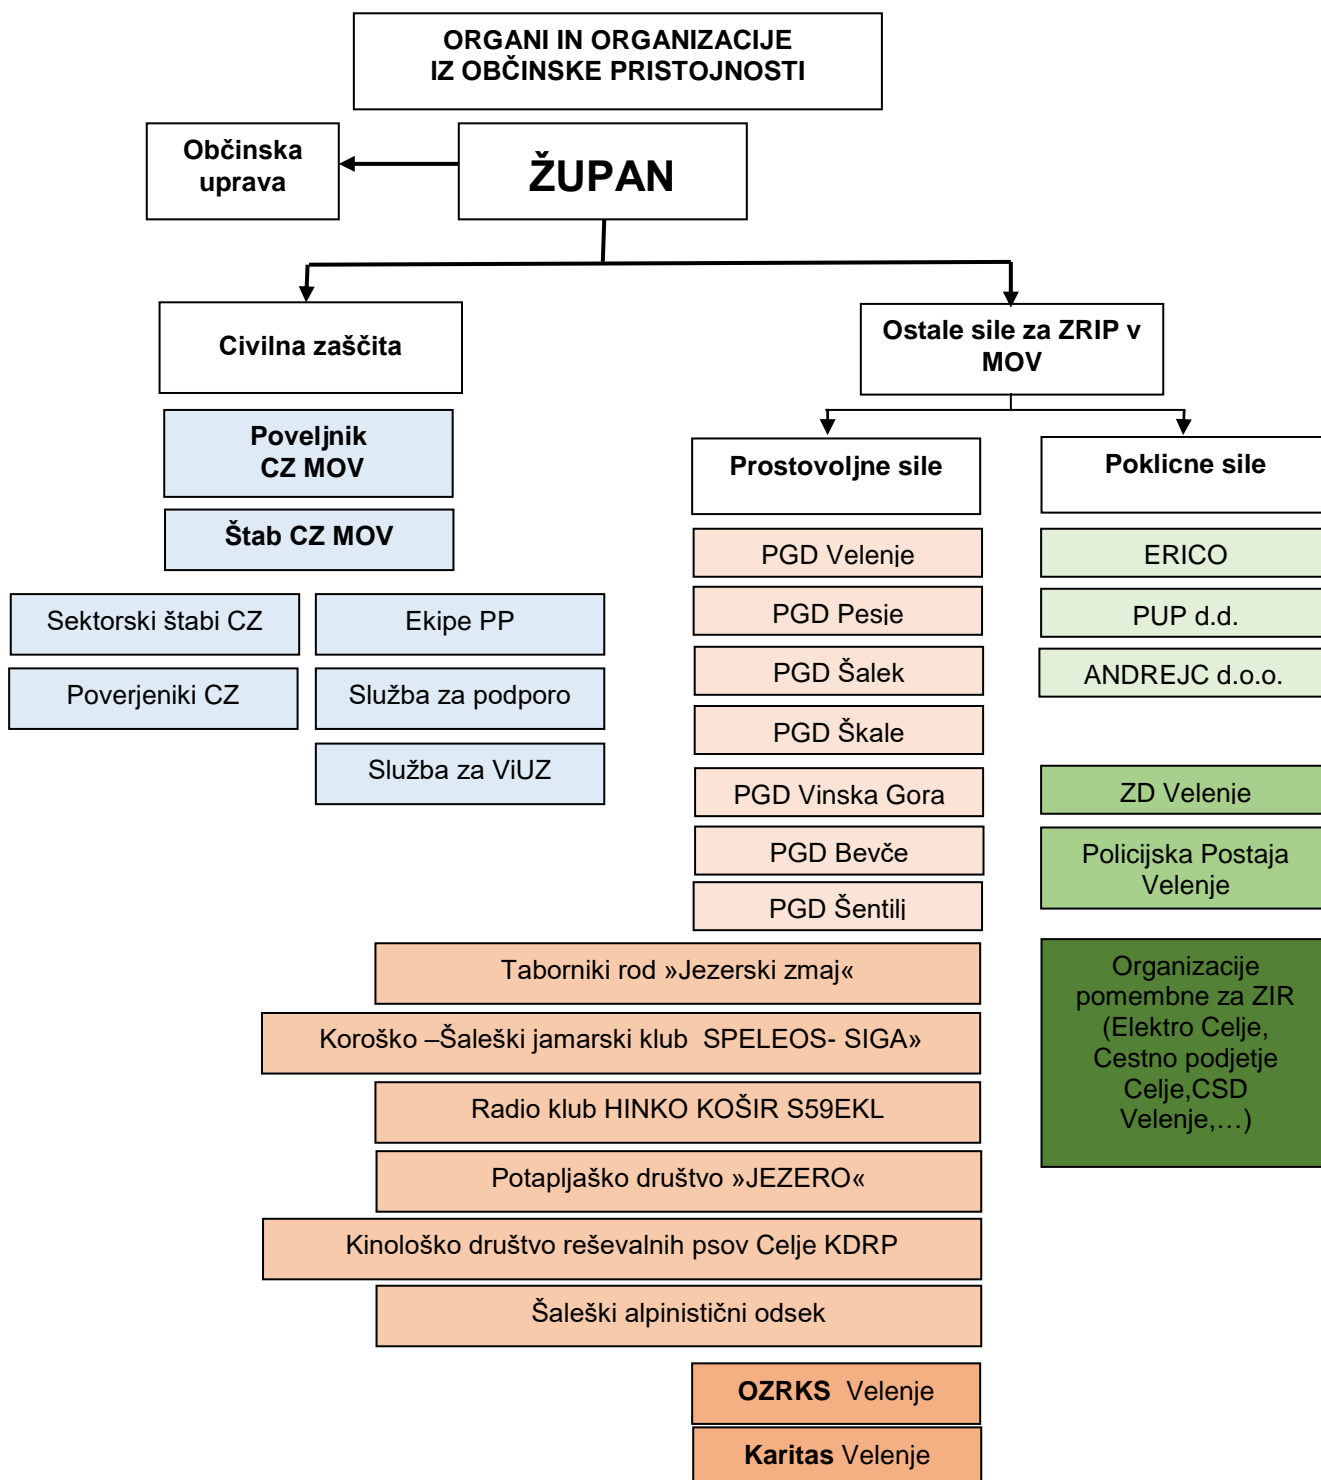 ORGANI IN ORGANIZACIJE
IZ OBČINSKE PRISTOJNOSTI
Občinska
uprava
ŽUPAN
Civilna zaščita
Ostale sile za ZRIP v
MOV
Poveljnik
CZ MOV
Štab CZ MOV
Sektorski štabi CZ
Ekipe PP
Poverjeniki CZ
Služba za podporo
Služba za ViUZ
Prostovoljne sile
Poklicne sile
PGD Velenje
PGD Pesje
PGD Šalek
PGD Škale
PGD Vinska Gora
PGD Bevče
PGD Šentilj
ERICO
PUP d.d.
ANDREJC d.o.o.
ZD Velenje
Policijska Postaja
Velenje
Organizacije
pomembne za ZIR
(Elektro Celje,
Cestno podjetje
Celje,CSD
Velenje,…)
Taborniki rod »Jezerski zmaj«
Koroško –Šaleški jamarski klub  SPELEOS- SIGA»
Radio klub HINKO KOŠIR S59EKL
Potapljaško društvo »JEZERO«
Kinološko društvo reševalnih psov Celje KDRP
Šaleški alpinistični odsek
OZRKS  Velenje
Karitas Velenje